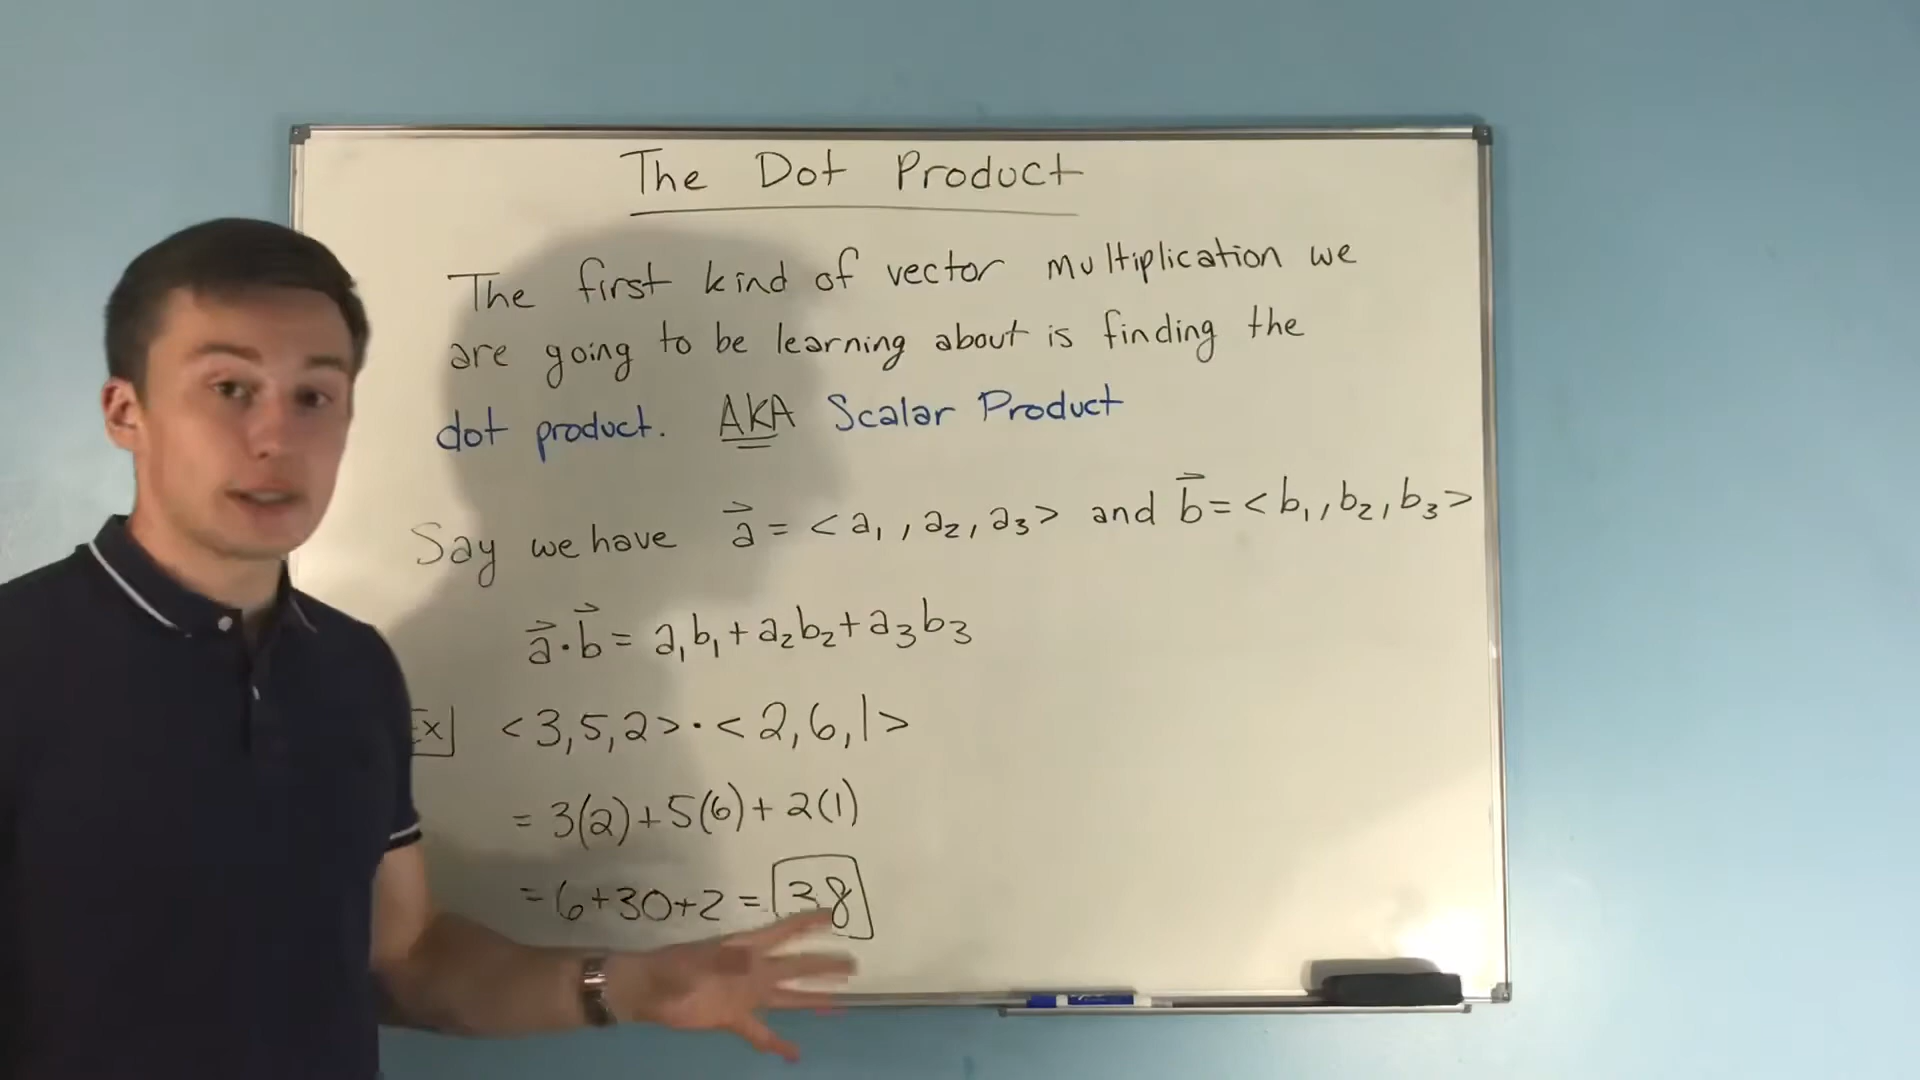 The Dot Product
The first kind of vector multiplication we
are going to be learning about is finding the
dot product. AKA Scalar Product
Say we have a⃗ = <a₁, a₂, a₃> and b⃗ = <b₁, b₂, b₃>
a⃗·b⃗ = a₁b₁ + a₂b₂ + a₃b₃
Ex <3,5,2>·<2,6,1>
= 3(2)+5(6)+2(1)
= 6+30+2 = 38